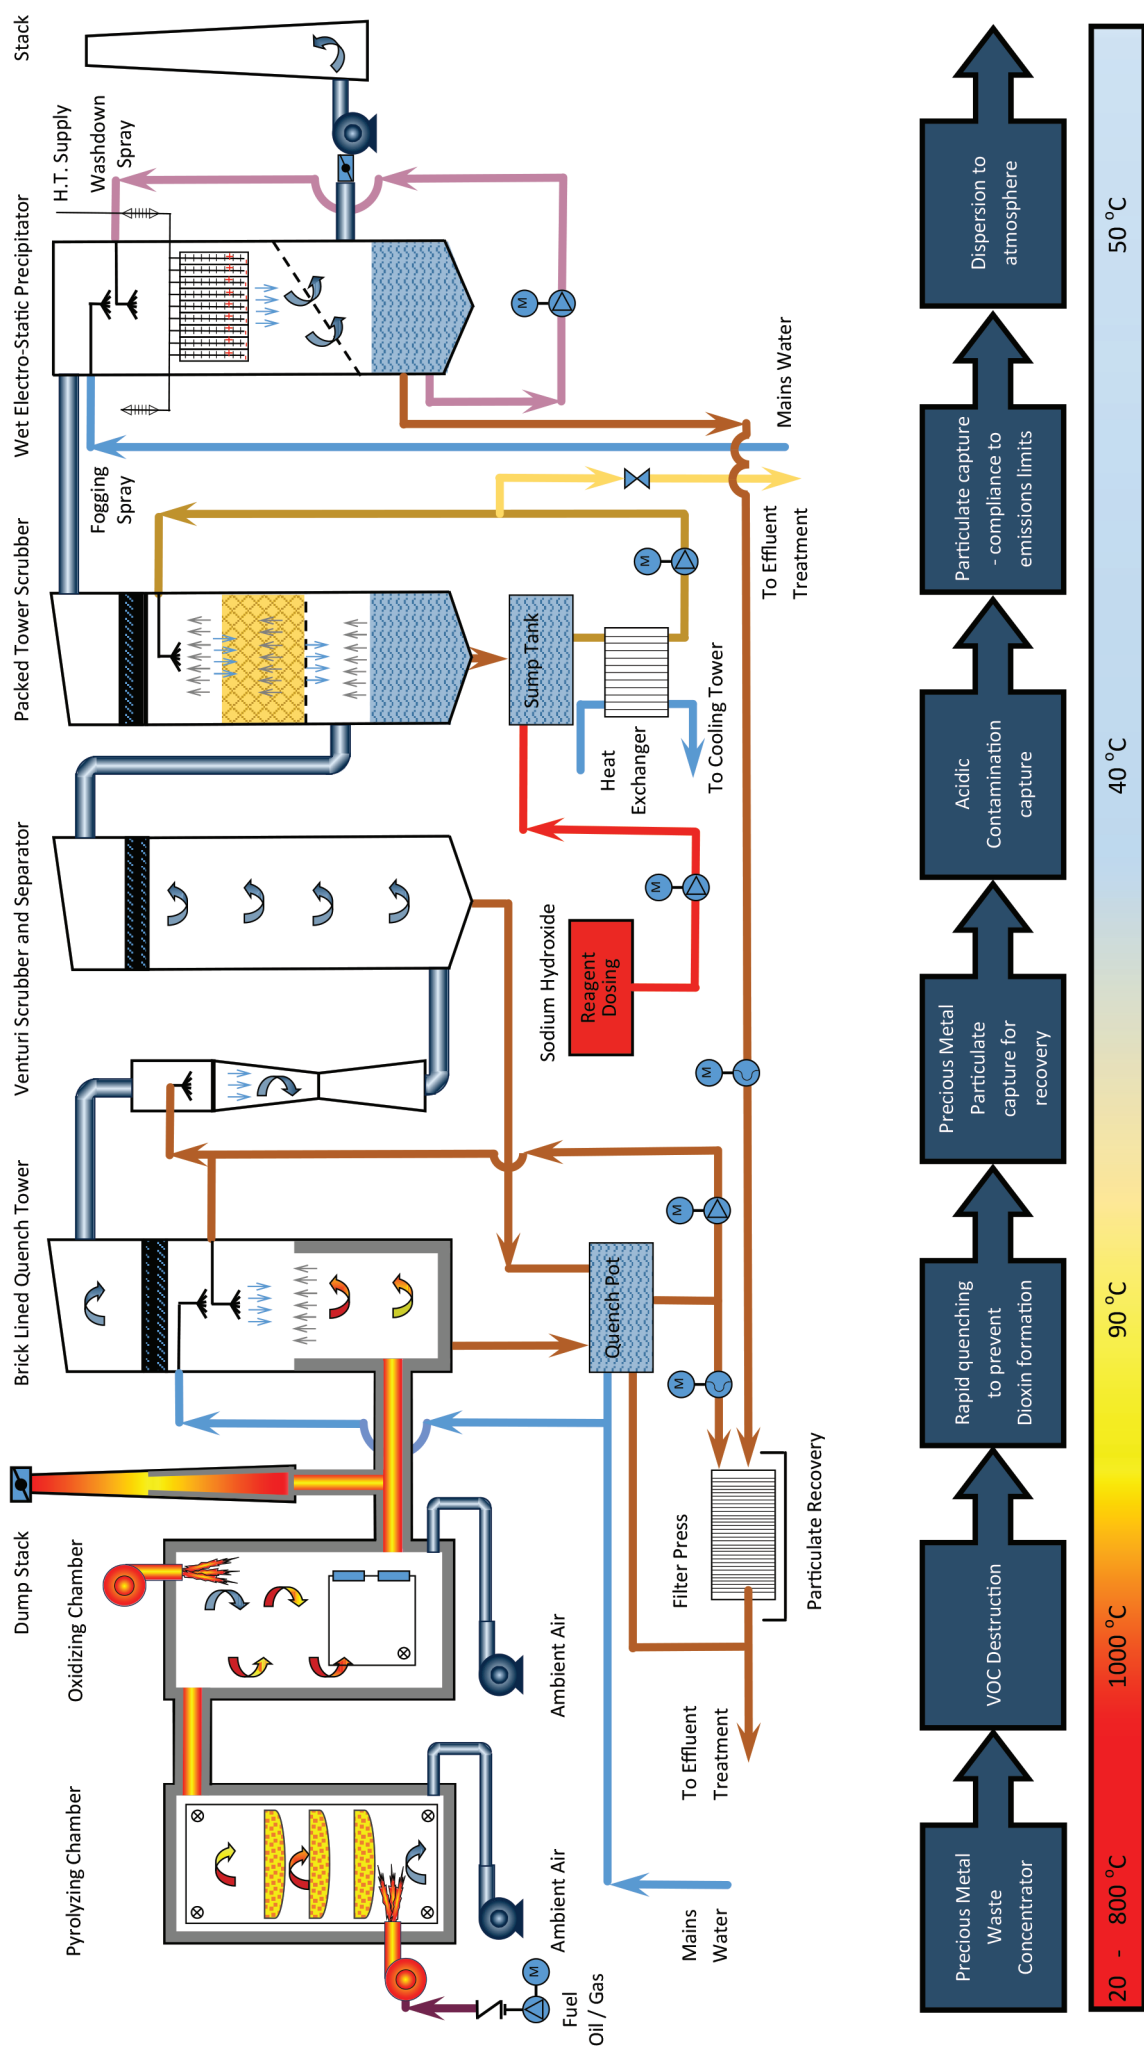 Pyrolyzing Chamber
Oxidizing Chamber
Dump Stack
Brick Lined Quench Tower
Venturi Scrubber and Separator
Packed Tower Scrubber
Wet Electro-Static Precipitator
Stack
H.T. Supply
Washdown
Spray
Fogging
Spray
Fuel
Oil / Gas
M
Ambient Air
Ambient Air
Mains
Water
Quench Pot
M
M
M
Filter Press
Particulate Recovery
To Effluent
Treatment
Sodium Hydroxide
Reagent
Dosing
M
Sump Tank
Heat
Exchanger
To Cooling Tower
M
To Effluent
Treatment
Mains Water
M
Precious Metal
Waste
Concentrator
VOC Destruction
Rapid quenching
to prevent
Dioxin formation
Precious Metal
Particulate
capture for
recovery
Acidic
Contamination
capture
Particulate capture
- compliance to
emissions limits
Dispersion to
atmosphere
20 - 800 °C
1000 °C
90 °C
40 °C
50 °C